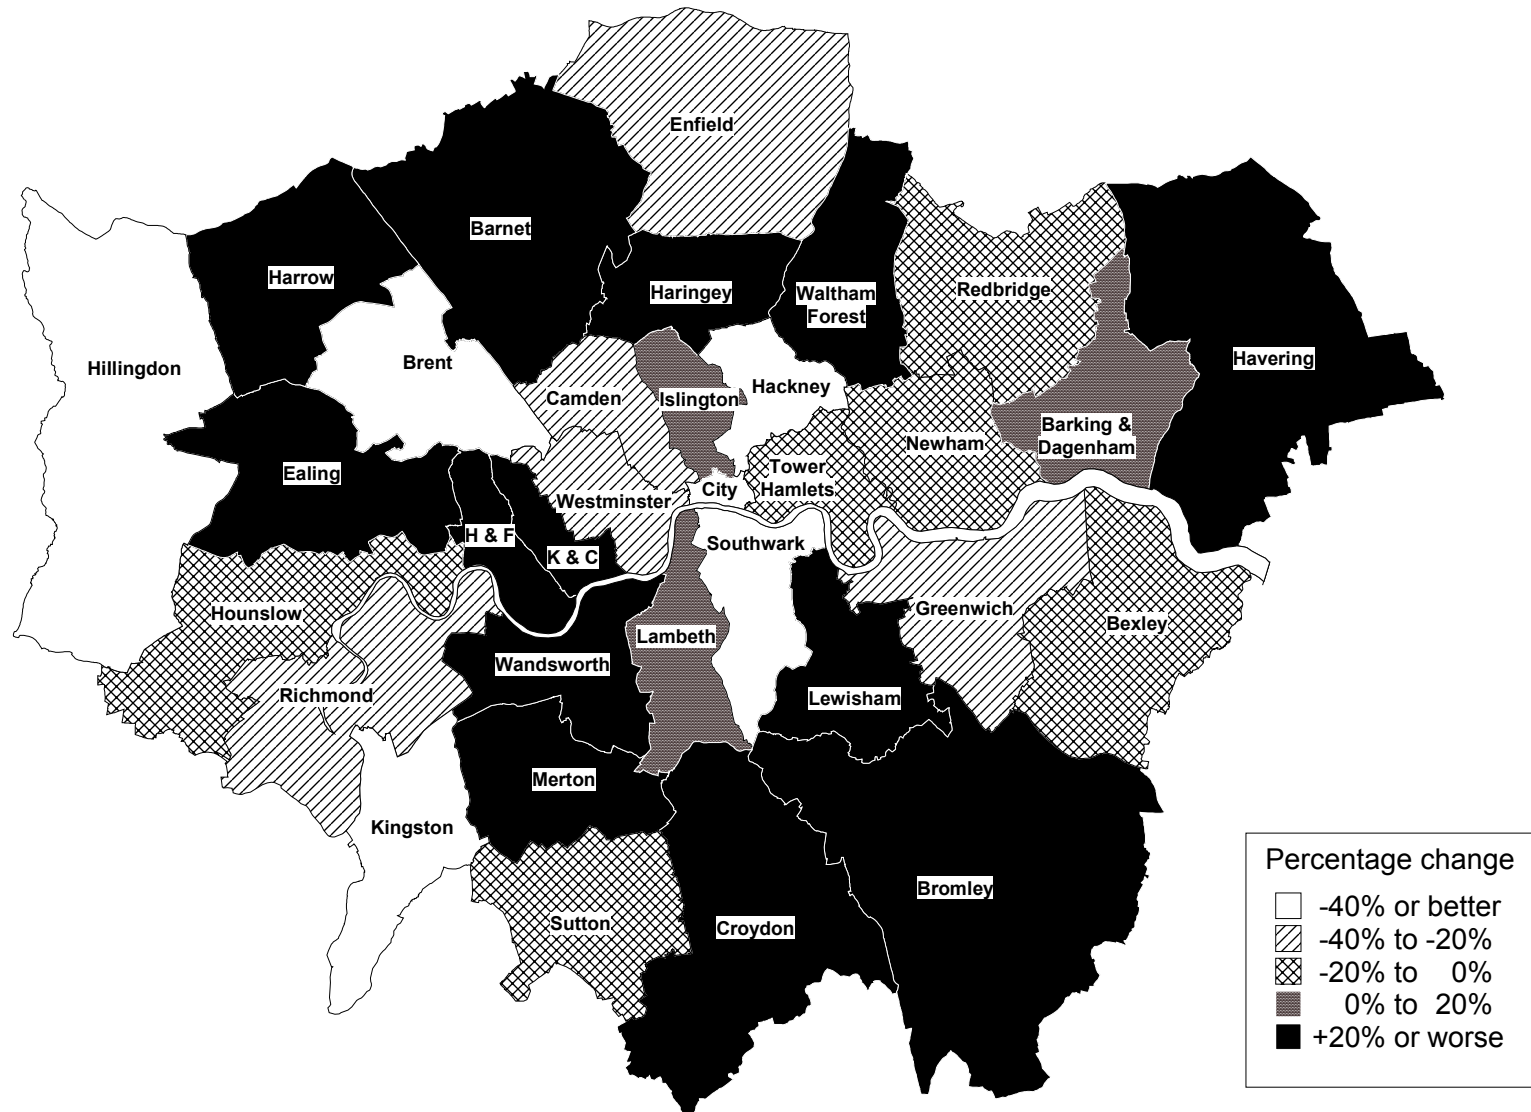 Enfield
Barnet
Harrow
Haringey
Waltham
Forest
Redbridge
Havering
Hillingdon
Brent
Camden
Islington
Hackney
Barking &
Dagenham
Newham
Ealing
Tower
Hamlets
City
Westminster
H & F
K & C
Southwark
Hounslow
Greenwich
Bexley
Lambeth
Wandsworth
Richmond
Lewisham
Merton
Kingston
Bromley
Sutton
Croydon
Percentage change
-40% or better
-40% to -20%
-20% to 0%
0% to 20%
+20% or worse